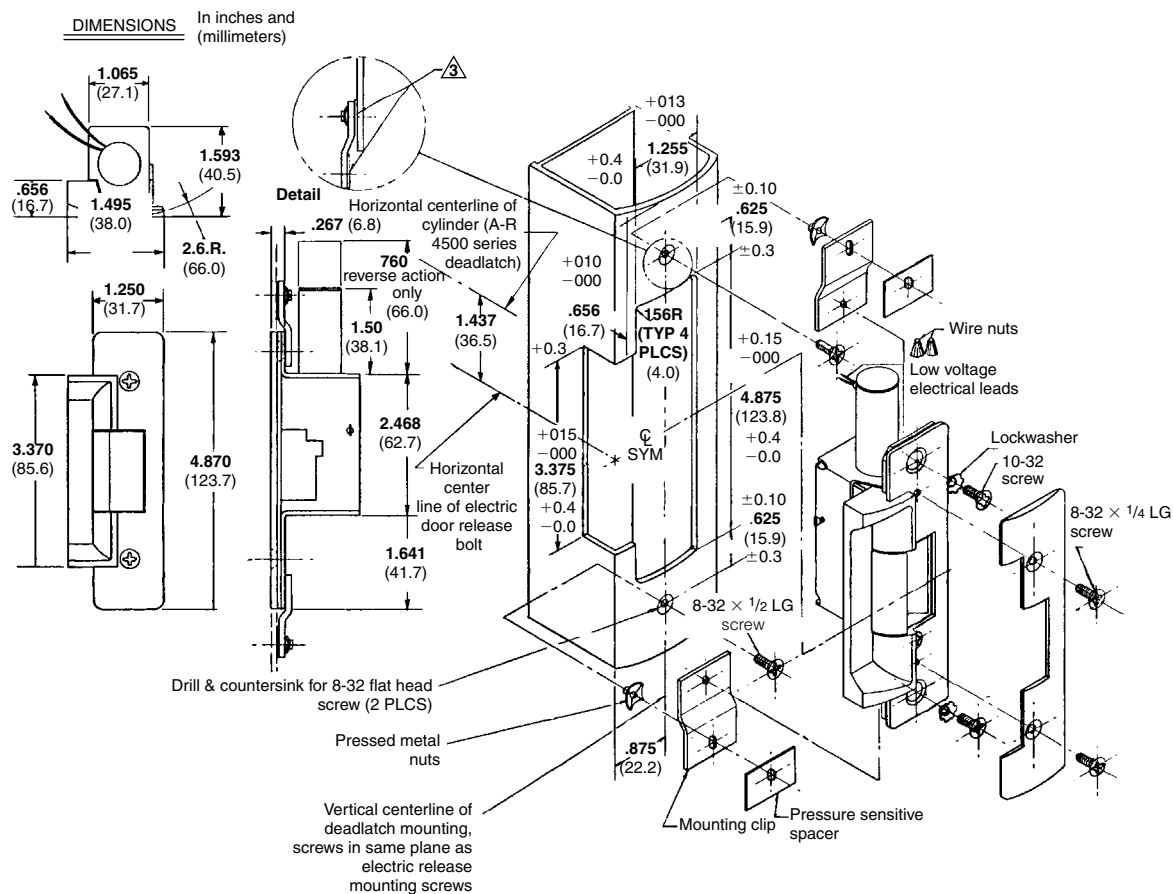 DIMENSIONS
In inches and
(millimeters)
1.065
(27.1)
1.593
(40.5)
.656
(16.7)
1.495
(38.0)
2.6.R.
(66.0)
1.250
(31.7)
3.370
(85.6)
4.870
(123.7)
Detail
3
.267 (6.8)
Horizontal centerline of
cylinder (A-R
4500 series
deadlatch)
760
reverse action
only
(66.0)
1.50
(38.1)
1.437
(36.5)
2.468
(62.7)
1.641
(41.7)
Horizontal
center
line of electric
door release
bolt
+013
−000
1.255
(31.9)
+0.4
−0.0
±0.10
.625
(15.9)
±0.3
+010
−000
.656
(16.7)
+0.3
156R
(TYP 4
PLCS)
(4.0)
+0.15
−000
4.875
(123.8)
+0.4
−0.0
C
L
SYM
+015
−000
3.375
(85.7)
+0.4
−0.0
±0.10
.625
(15.9)
±0.3
Wire nuts
Low voltage
electrical leads
Lockwasher
10-32
screw
8-32 × 1/4 LG
screw
8-32 × 1/2 LG
screw
Drill & countersink for 8-32 flat head
screw (2 PLCS)
Pressed metal
nuts
.875
(22.2)
Vertical centerline of
deadlatch mounting,
screws in same plane as
electric release
mounting screws
Mounting clip
Pressure sensitive
spacer